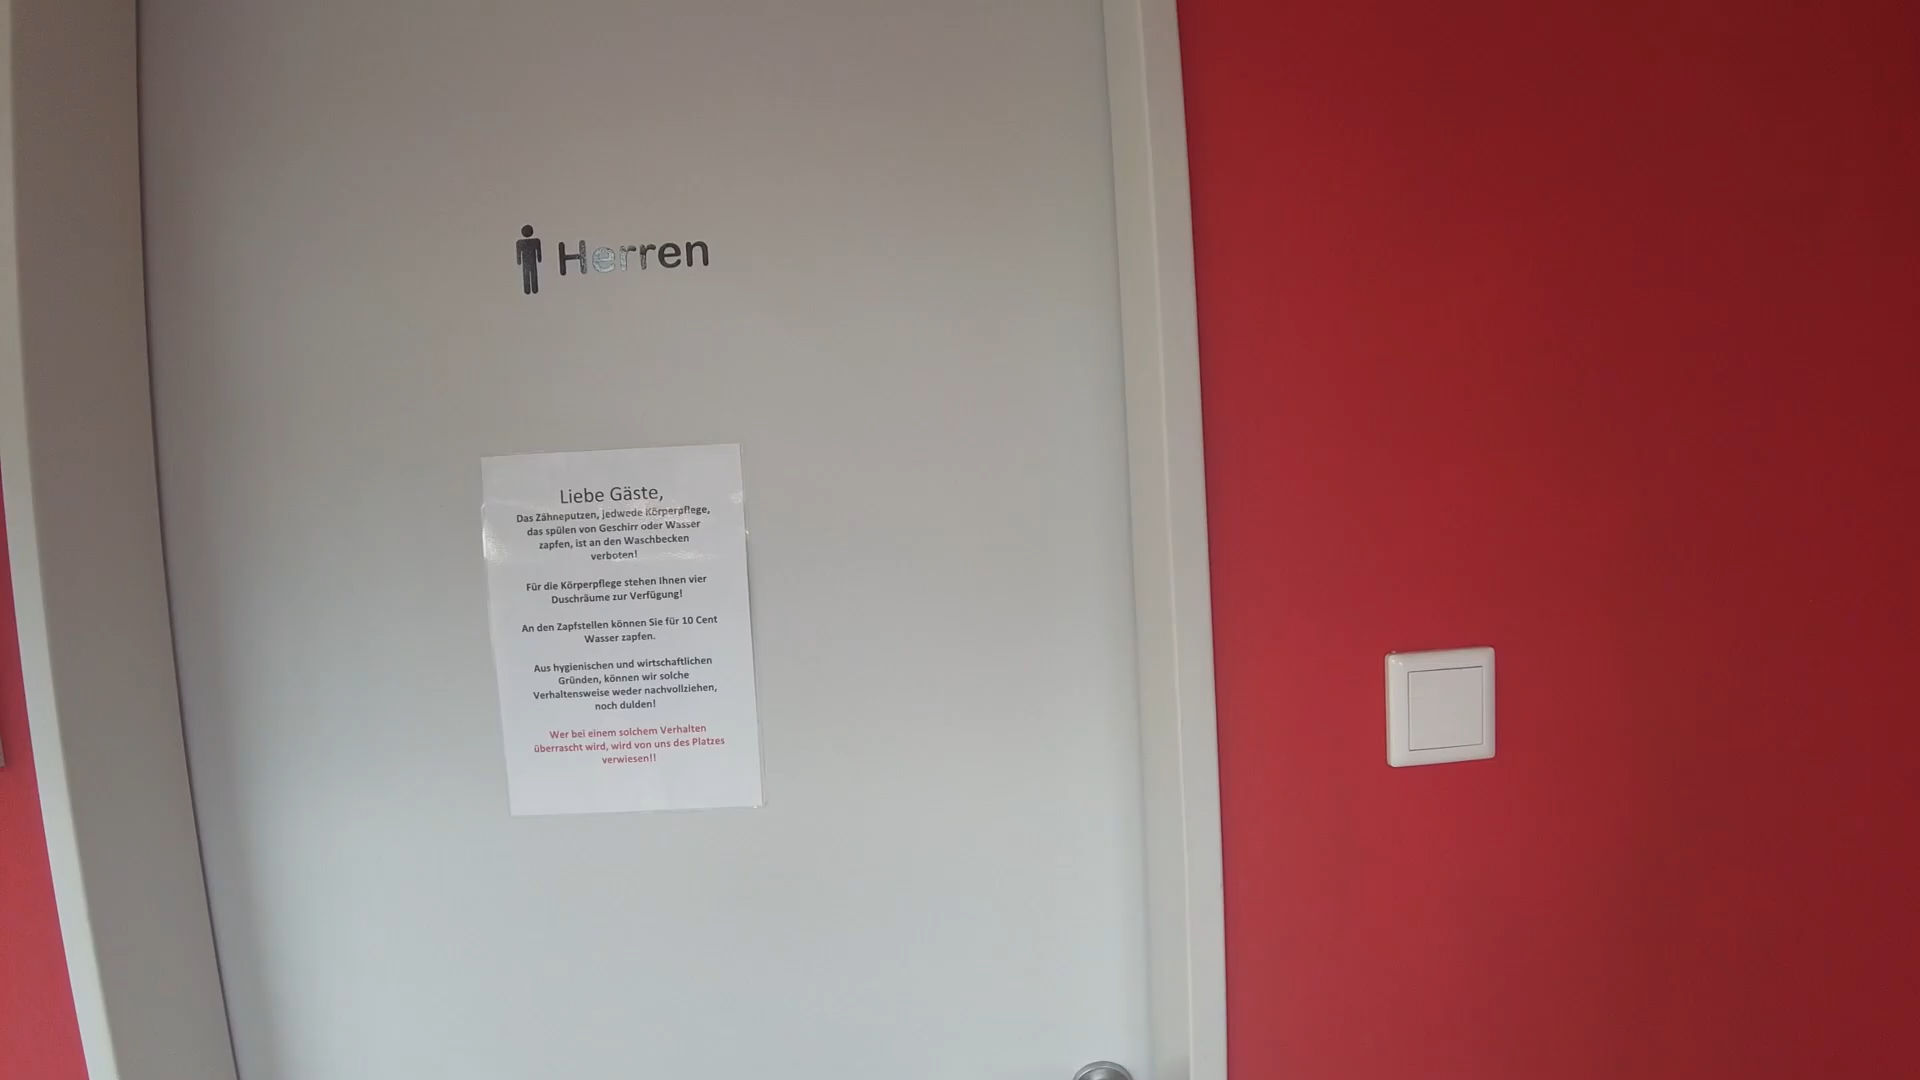 Herren
Liebe Gäste,
Das Zähneputzen, jedwede Körperpflege,
das spülen von Geschirr oder Wasser
zapfen, ist an den Waschbecken
verboten!
Für die Körperpflege stehen Ihnen vier
Duschräume zur Verfügung!
An den Zapfstellen können Sie für 10 Cent
Wasser zapfen.
Aus hygienischen und wirtschaftlichen
Gründen, können wir solche
Verhaltensweise weder nachvollziehen,
noch dulden!
Wer bei einem solchem Verhalten
überrascht wird, wird von uns des Platzes
verwiesen!!